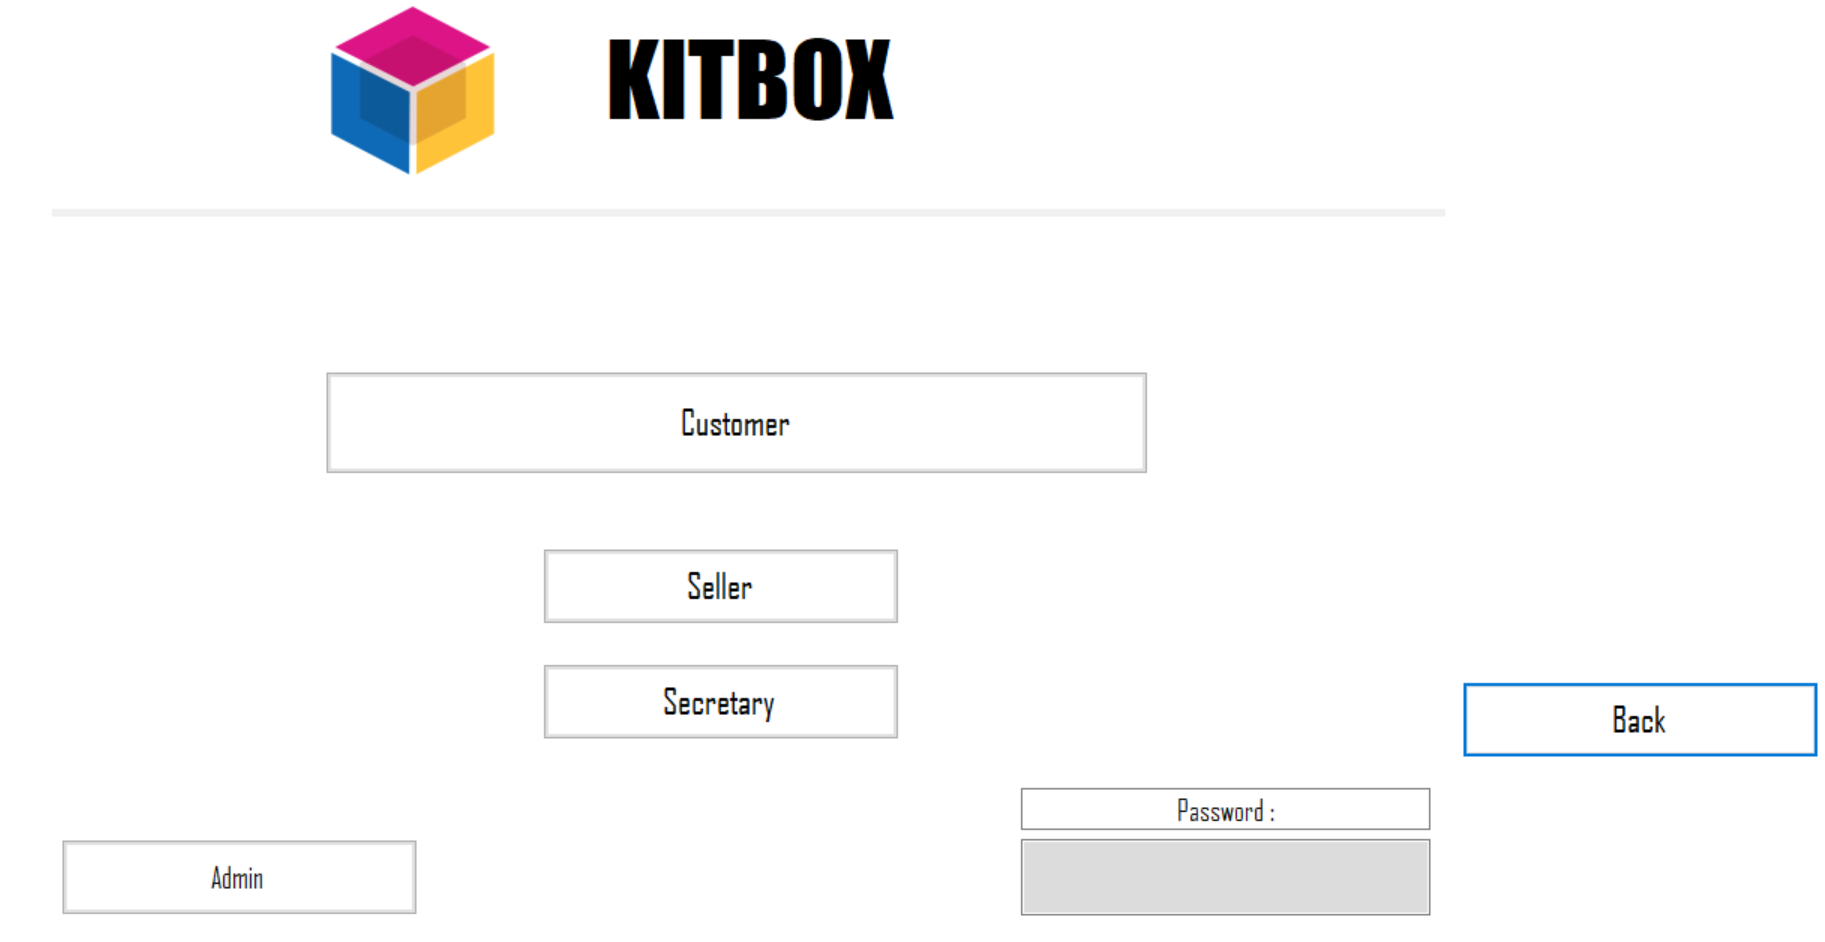 KITBOX
Customer
Seller
Secretary
Back
Password :
Admin